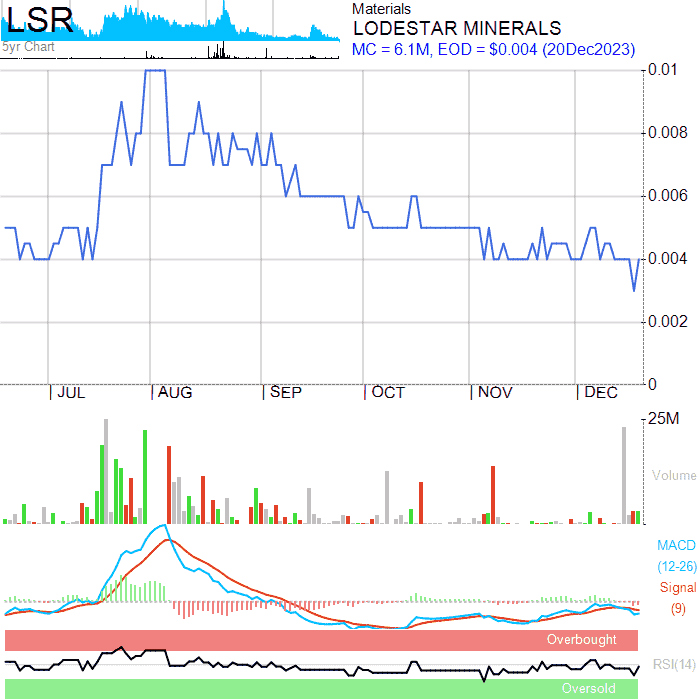 LSR
5yr Chart
Materials
LODESTAR MINERALS
MC = 6.1M, EOD = $0.004 (20Dec2023)
0.01
0.008
0.006
0.004
0.002
0
JUL AUG SEP OCT NOV DEC
25M
Volume
MACD
(12-26)
Signal
(9)
Overbought
RSI(14)
Oversold